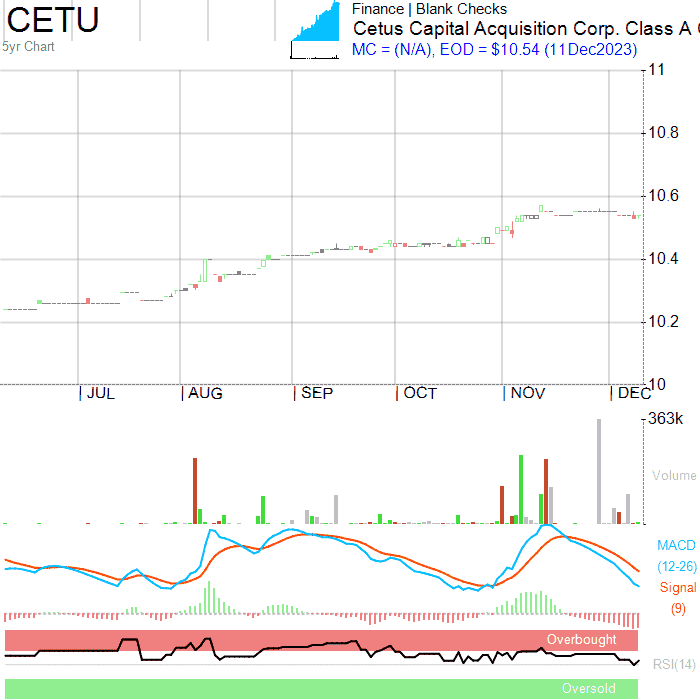 CETU
5yr Chart
Finance | Blank Checks
Cetus Capital Acquisition Corp. Class A
MC = (N/A), EOD = $10.54 (11Dec2023)
11
10.8
10.6
10.4
10.2
10
| JUL | AUG | SEP | OCT | NOV | DEC
363k
Volume
MACD
(12-26)
Signal
(9)
Overbought
RSI(14)
Oversold